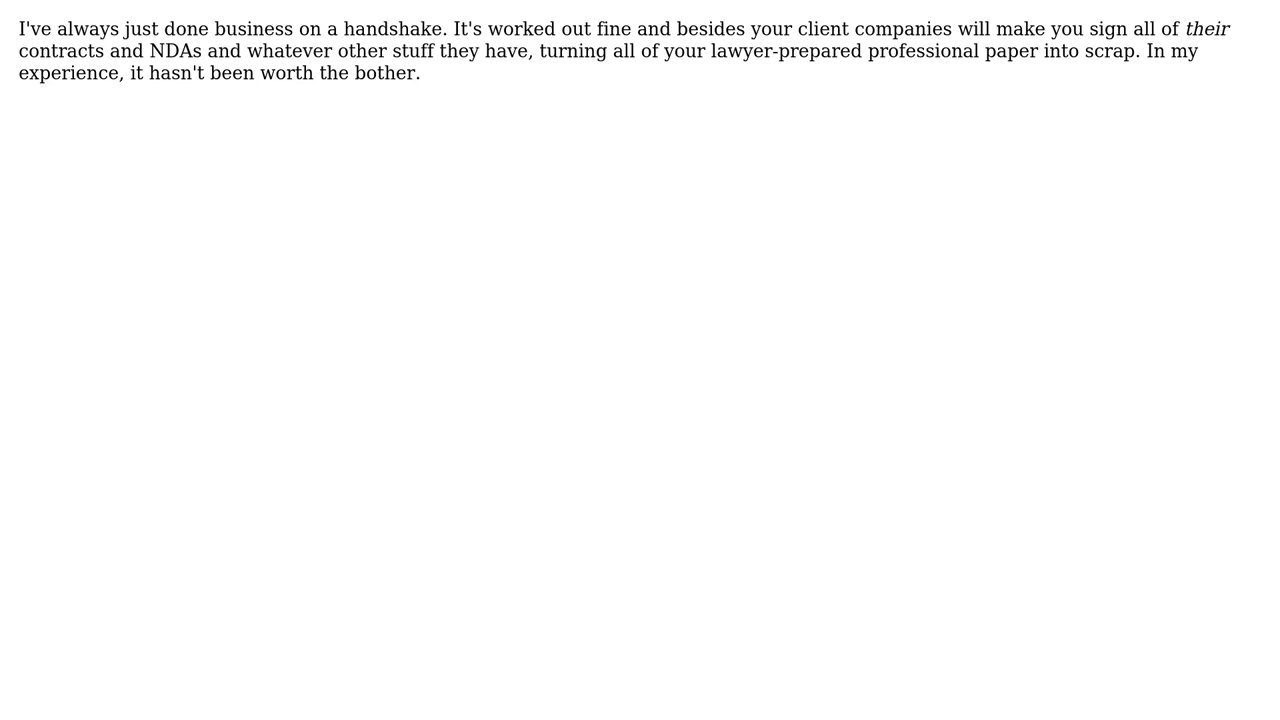 I've always just done business on a handshake. It's worked out fine and besides your client companies will make you sign all of their
contracts and NDAs and whatever other stuff they have, turning all of your lawyer-prepared professional paper into scrap. In my
experience, it hasn't been worth the bother.